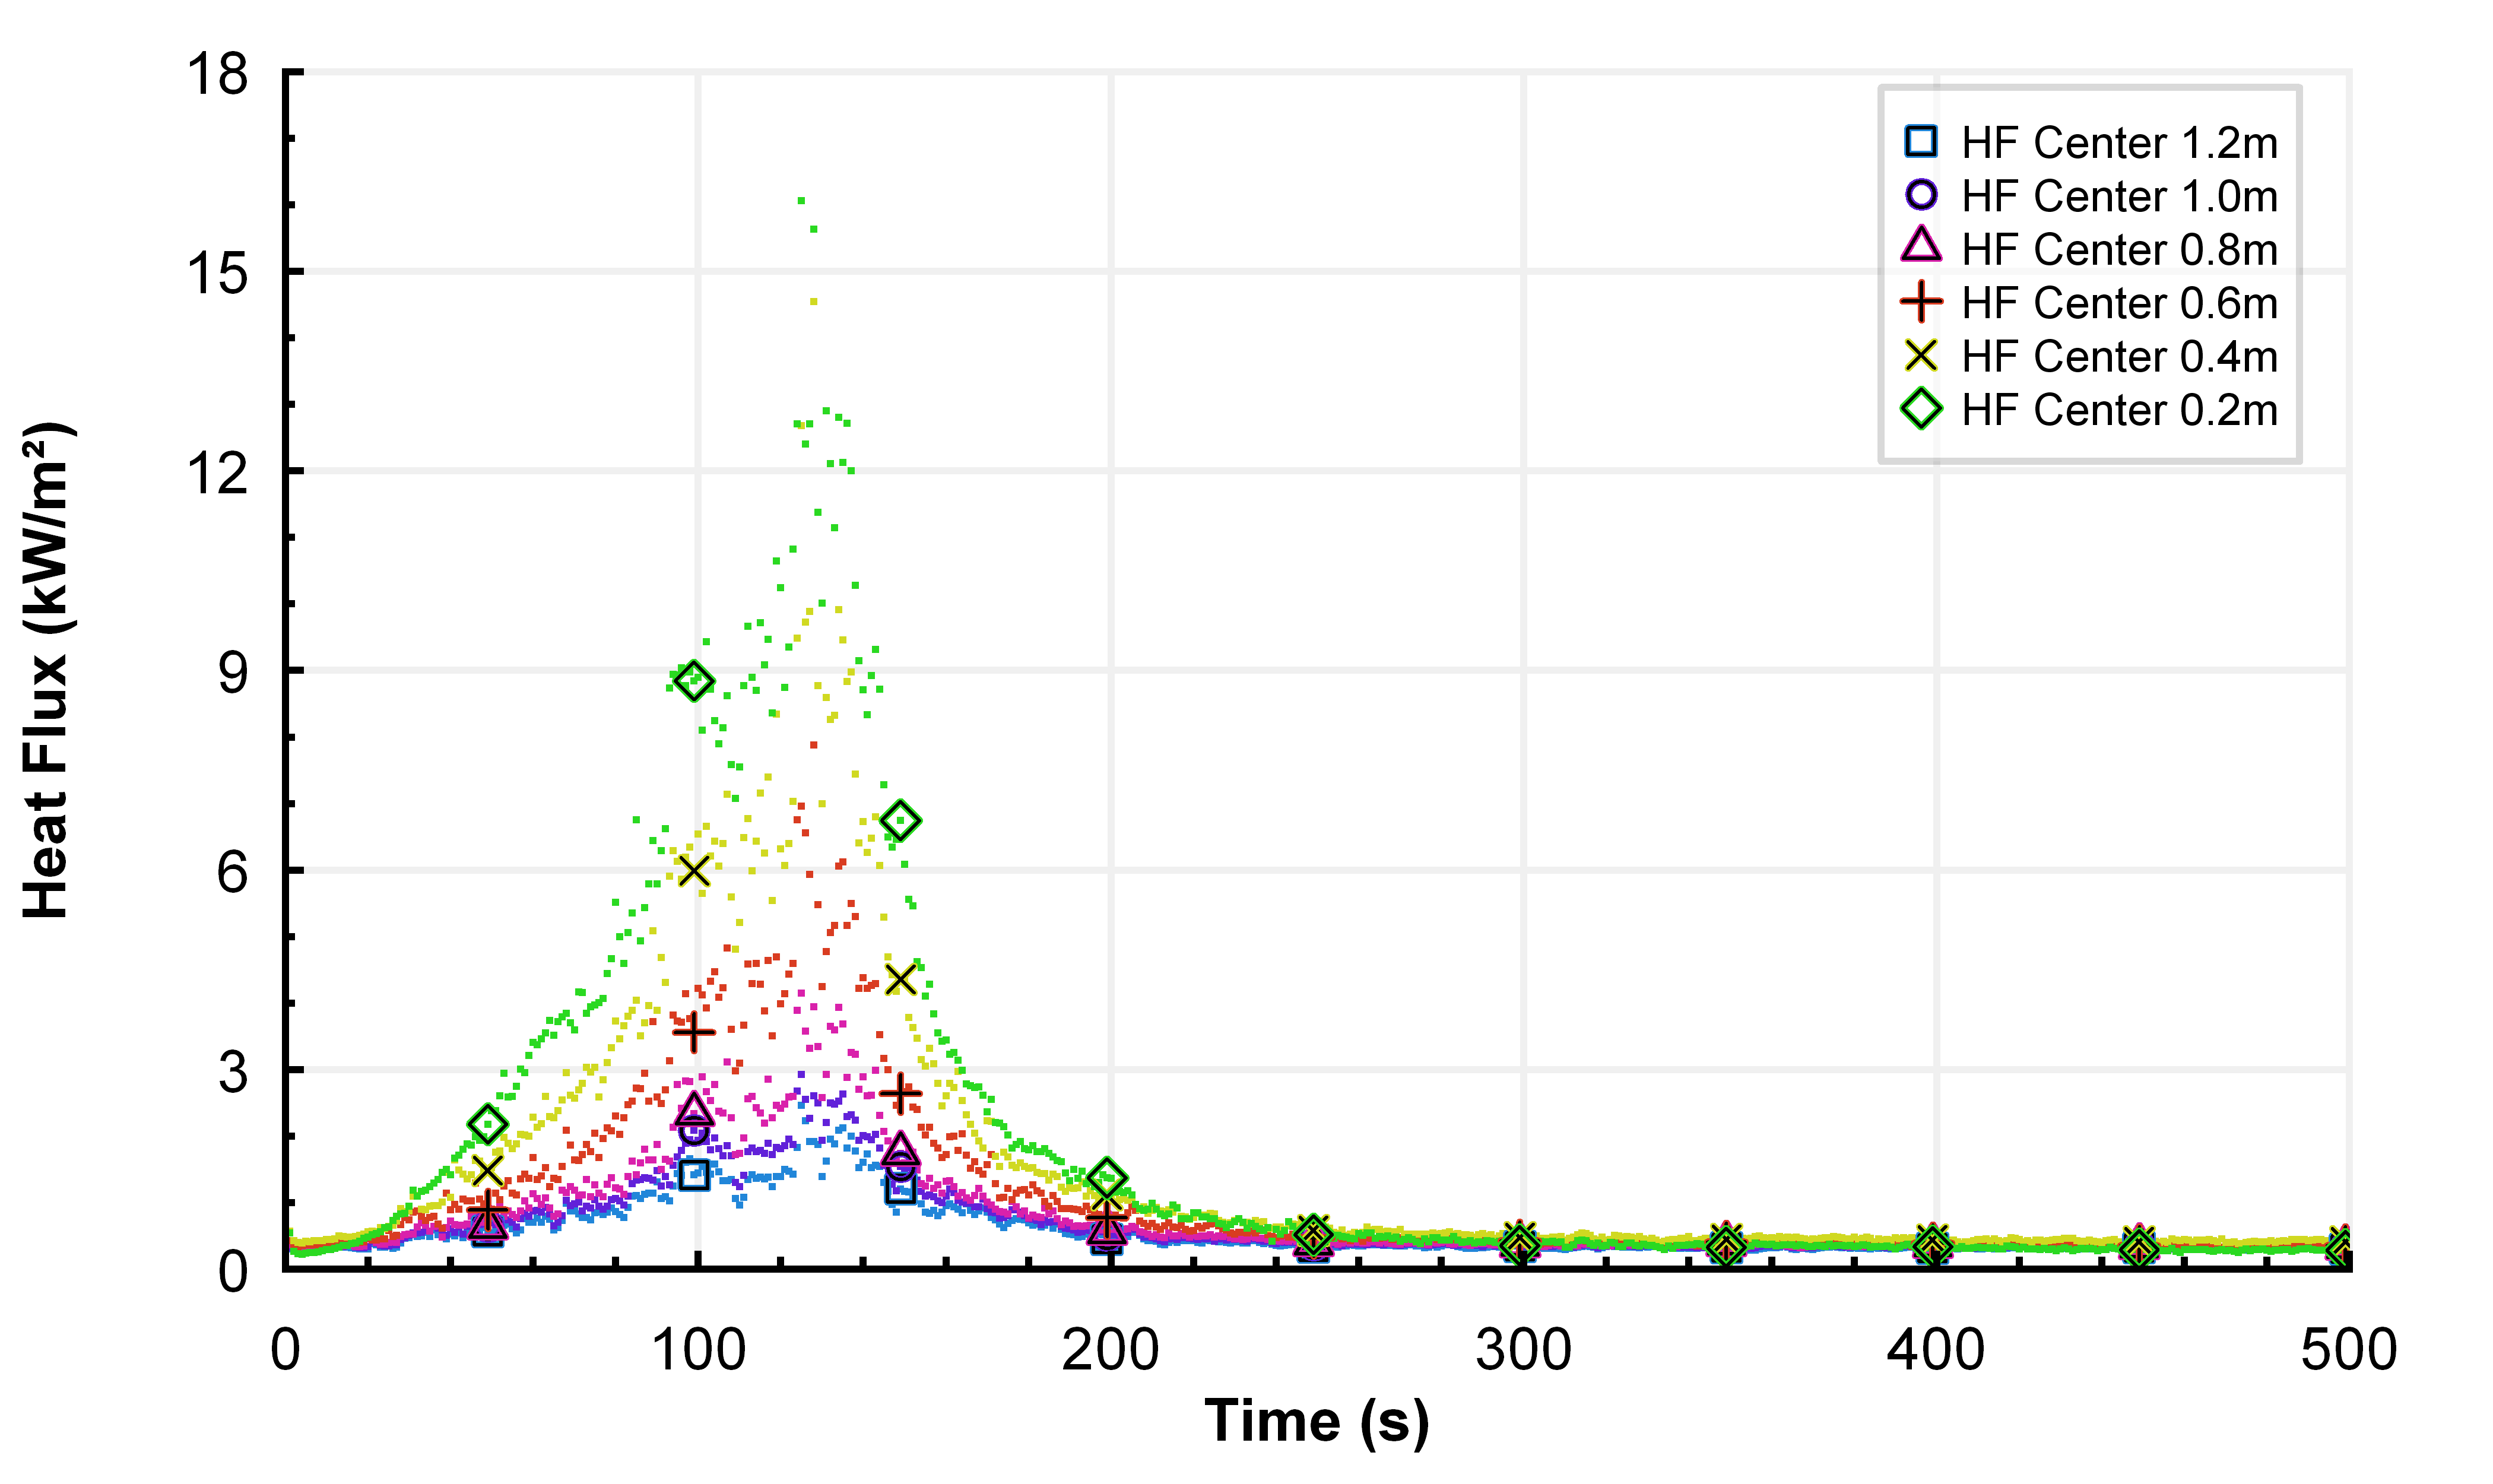 18
15
12
9
6
3
0
Heat Flux (kW/m²)
HF Center 1.2m
HF Center 1.0m
HF Center 0.8m
HF Center 0.6m
HF Center 0.4m
HF Center 0.2m
0 100 200 300 400 500
Time (s)